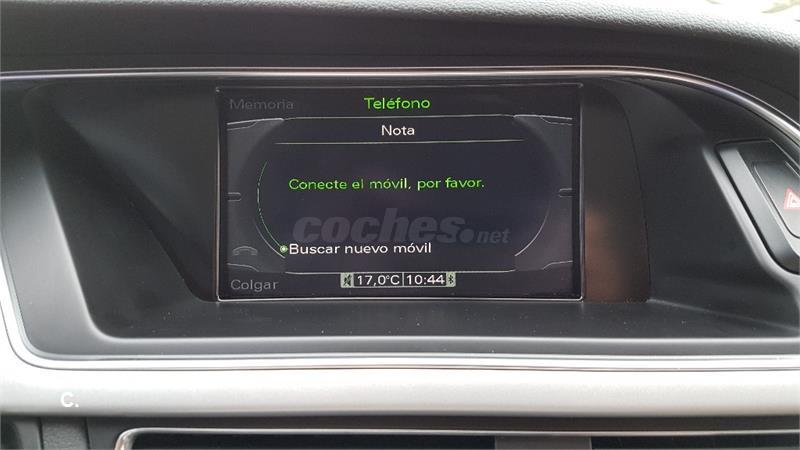 Memoria
Teléfono
Nota
Conecte el móvil, por favor.
coches.net
Buscar nuevo móvil
Colgar
17,0°C 10:44
C.